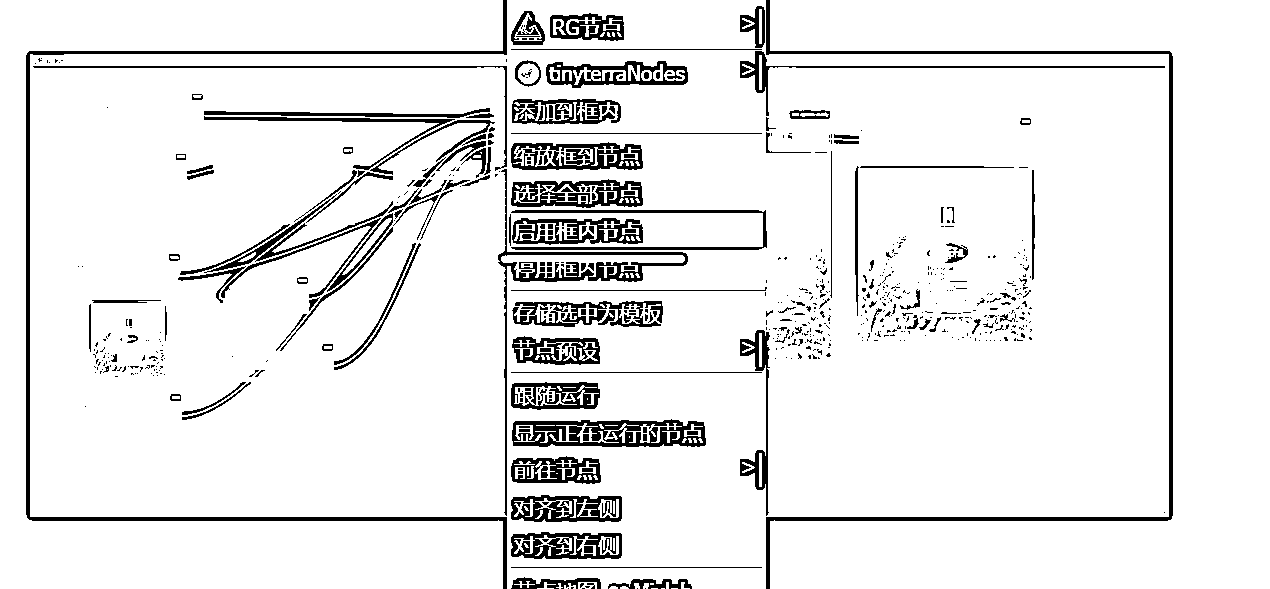 RG节点
tinyterraNodes
添加到框内
缩放框到节点
选择全部节点
启用框内节点
停用框内节点
存储选中为模板
节点预设
跟随运行
显示正在运行的节点
前往节点
对齐到左侧
对齐到右侧